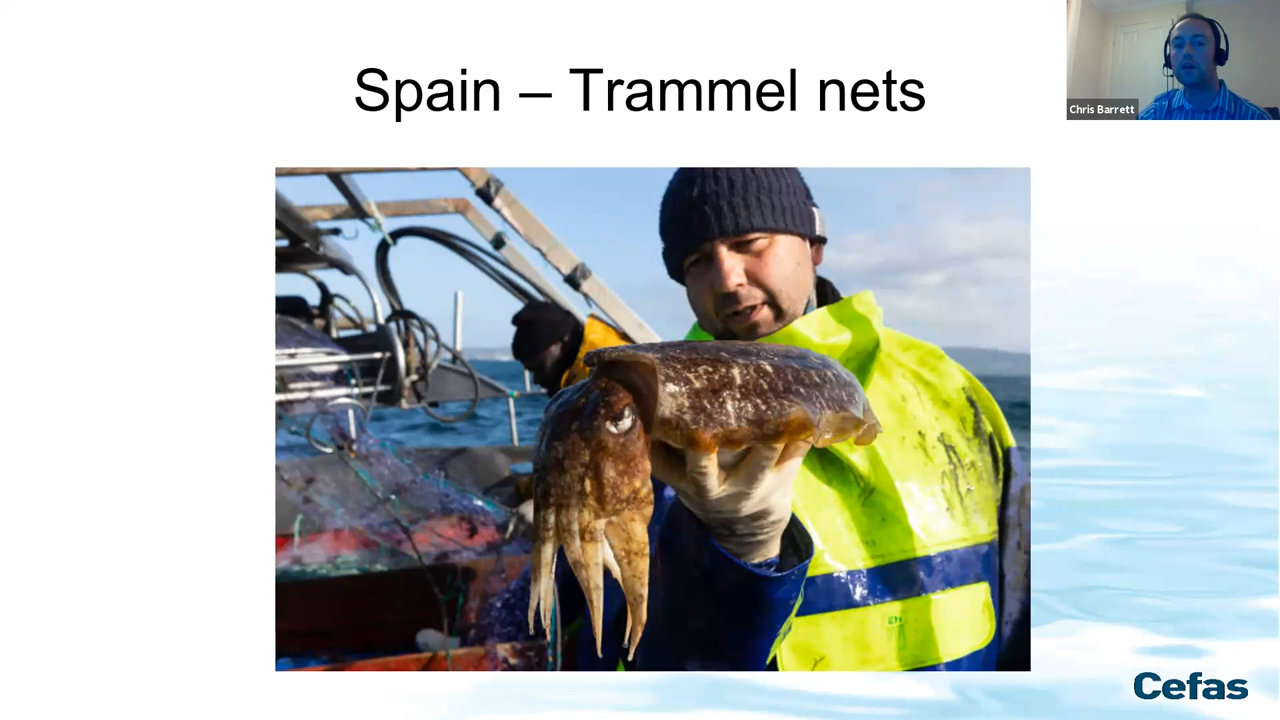 Spain – Trammel nets
Chris Barrett
Cefas